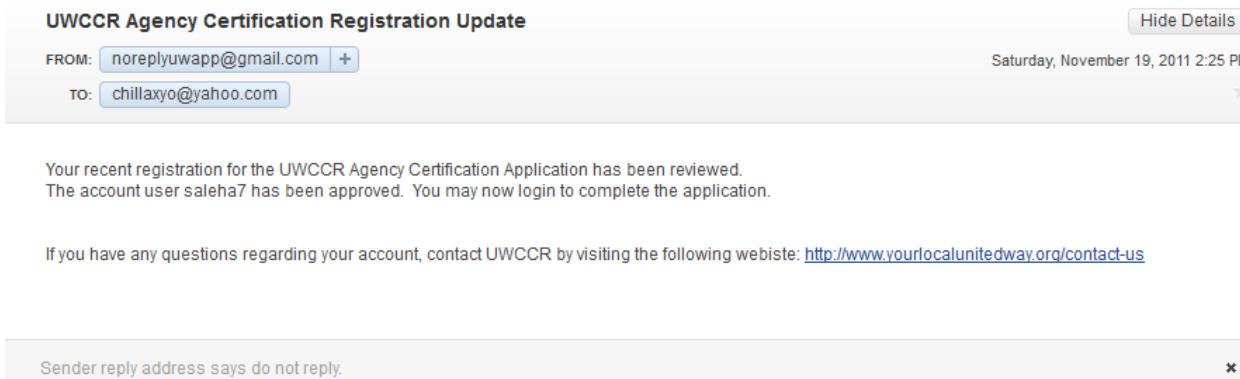 UWCCR Agency Certification Registration Update
Hide Details
FROM: noreplyuwapp@gmail.com +
Saturday, November 19, 2011 2:25 P
TO: chillaxyo@yahoo.com
Your recent registration for the UWCCR Agency Certification Application has been reviewed.
The account user saleha7 has been approved. You may now login to complete the application.
If you have any questions regarding your account, contact UWCCR by visiting the following webiste: http://www.yourlocalunitedway.org/contact-us
Sender reply address says do not reply.